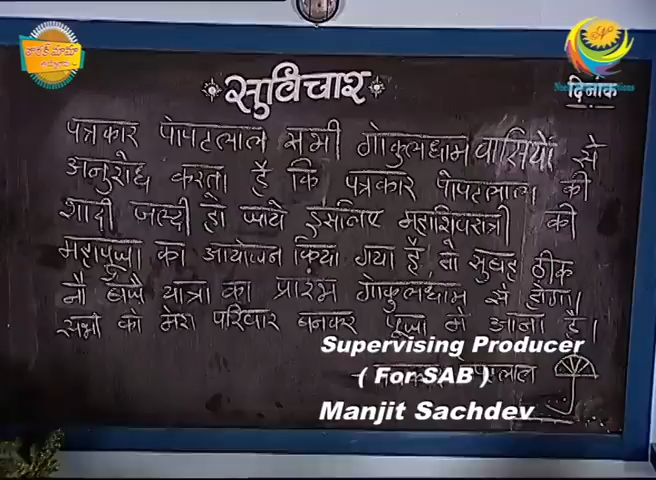 सुविचार
दिनांक
पत्रकार पोपटलाल सभी गोकुलधाम वासियों से
अनुरोध करता है कि पत्रकार पोपटलाल की
शादी जल्दी हो जाये इसलिए महाशिवरात्री की
महापूजा का आयोजन किया गया है तो सुबह ठीक
नौ बजे यात्रा का प्रारंभ गोकुलधाम से होगा।
सभी को मेरा परिवार बनकर पूजा में आना है।
Supervising Producer
( For SAB )
Manjit Sachdev